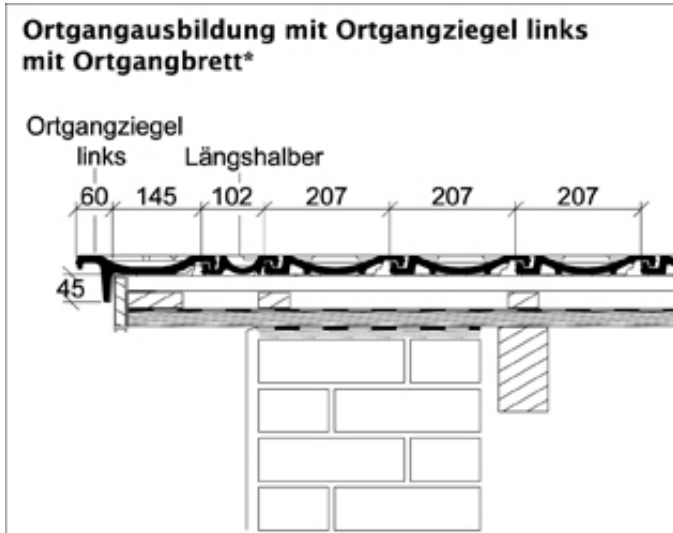 Ortgangausbildung mit Ortgangziegel links
mit Ortgangbrett*
Ortgangziegel
links Längshalber
60 145 102 207 207 207
45